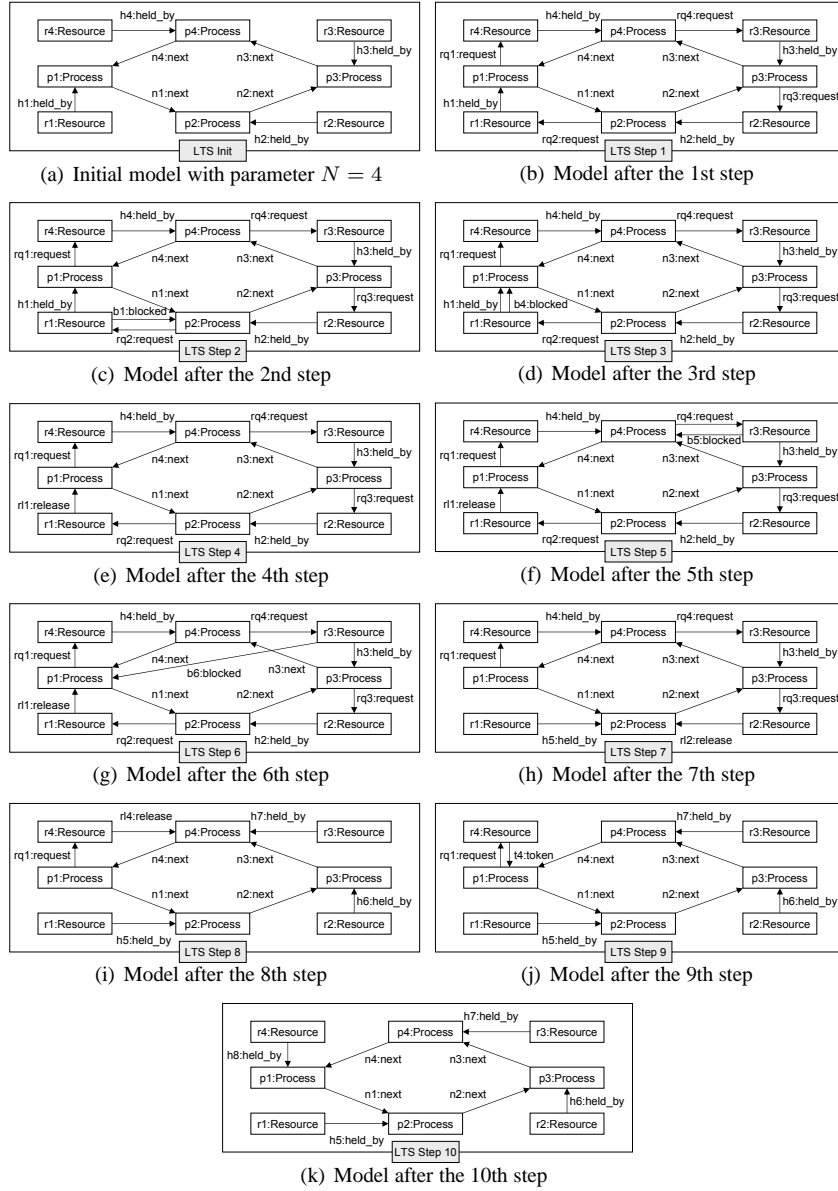 h4:held_by
r4:Resource p4:Process r3:Resource
n4:next n3:next h3:held_by
p1:Process p3:Process
h1:held_by n1:next n2:next
r1:Resource p2:Process r2:Resource
h2:held_by
LTS Init
(a) Initial model with parameter N = 4
h4:held_by rq4:request
r4:Resource p4:Process r3:Resource
rq1:request n4:next n3:next h3:held_by
p1:Process p3:Process
h1:held_by n1:next n2:next rq3:request
r1:Resource p2:Process r2:Resource
rq2:request h2:held_by
LTS Step 1
(b) Model after the 1st step
h4:held_by rq4:request
r4:Resource p4:Process r3:Resource
rq1:request n4:next n3:next h3:held_by
p1:Process p3:Process
h1:held_by n1:next n2:next rq3:request
b1:blocked
r1:Resource p2:Process r2:Resource
rq2:request h2:held_by
LTS Step 2
(c) Model after the 2nd step
h4:held_by rq4:request
r4:Resource p4:Process r3:Resource
rq1:request n4:next n3:next h3:held_by
p1:Process p3:Process
h1:held_by b4:blocked n1:next n2:next rq3:request
r1:Resource p2:Process r2:Resource
rq2:request h2:held_by
LTS Step 3
(d) Model after the 3rd step
h4:held_by rq4:request
r4:Resource p4:Process r3:Resource
rq1:request n4:next n3:next h3:held_by
p1:Process p3:Process
rl1:release n1:next n2:next rq3:request
r1:Resource p2:Process r2:Resource
rq2:request h2:held_by
LTS Step 4
(e) Model after the 4th step
h4:held_by rq4:request
r4:Resource p4:Process r3:Resource
b5:blocked
rq1:request n4:next n3:next h3:held_by
p1:Process p3:Process
rl1:release n1:next n2:next rq3:request
r1:Resource p2:Process r2:Resource
rq2:request h2:held_by
LTS Step 5
(f) Model after the 5th step
h4:held_by rq4:request
r4:Resource p4:Process r3:Resource
rq1:request n4:next n3:next h3:held_by
b6:blocked
p1:Process p3:Process
rl1:release n1:next n2:next rq3:request
r1:Resource p2:Process r2:Resource
rq2:request h2:held_by
LTS Step 6
(g) Model after the 6th step
h4:held_by rq4:request
r4:Resource p4:Process r3:Resource
rq1:request n4:next n3:next h3:held_by
p1:Process p3:Process
n1:next n2:next rq3:request
r1:Resource p2:Process r2:Resource
h5:held_by rl2:release
LTS Step 7
(h) Model after the 7th step
rl4:release h7:held_by
r4:Resource p4:Process r3:Resource
rq1:request n4:next n3:next
p1:Process p3:Process
n1:next n2:next h6:held_by
r1:Resource p2:Process r2:Resource
h5:held_by
LTS Step 8
(i) Model after the 8th step
h7:held_by
r4:Resource p4:Process r3:Resource
rq1:request t4:token n4:next n3:next
p1:Process p3:Process
n1:next n2:next h6:held_by
r1:Resource p2:Process r2:Resource
h5:held_by
LTS Step 9
(j) Model after the 9th step
h7:held_by
r4:Resource p4:Process r3:Resource
h8:held_by n4:next n3:next
p1:Process p3:Process
n1:next n2:next h6:held_by
r1:Resource p2:Process r2:Resource
h5:held_by
LTS Step 10
(k) Model after the 10th step